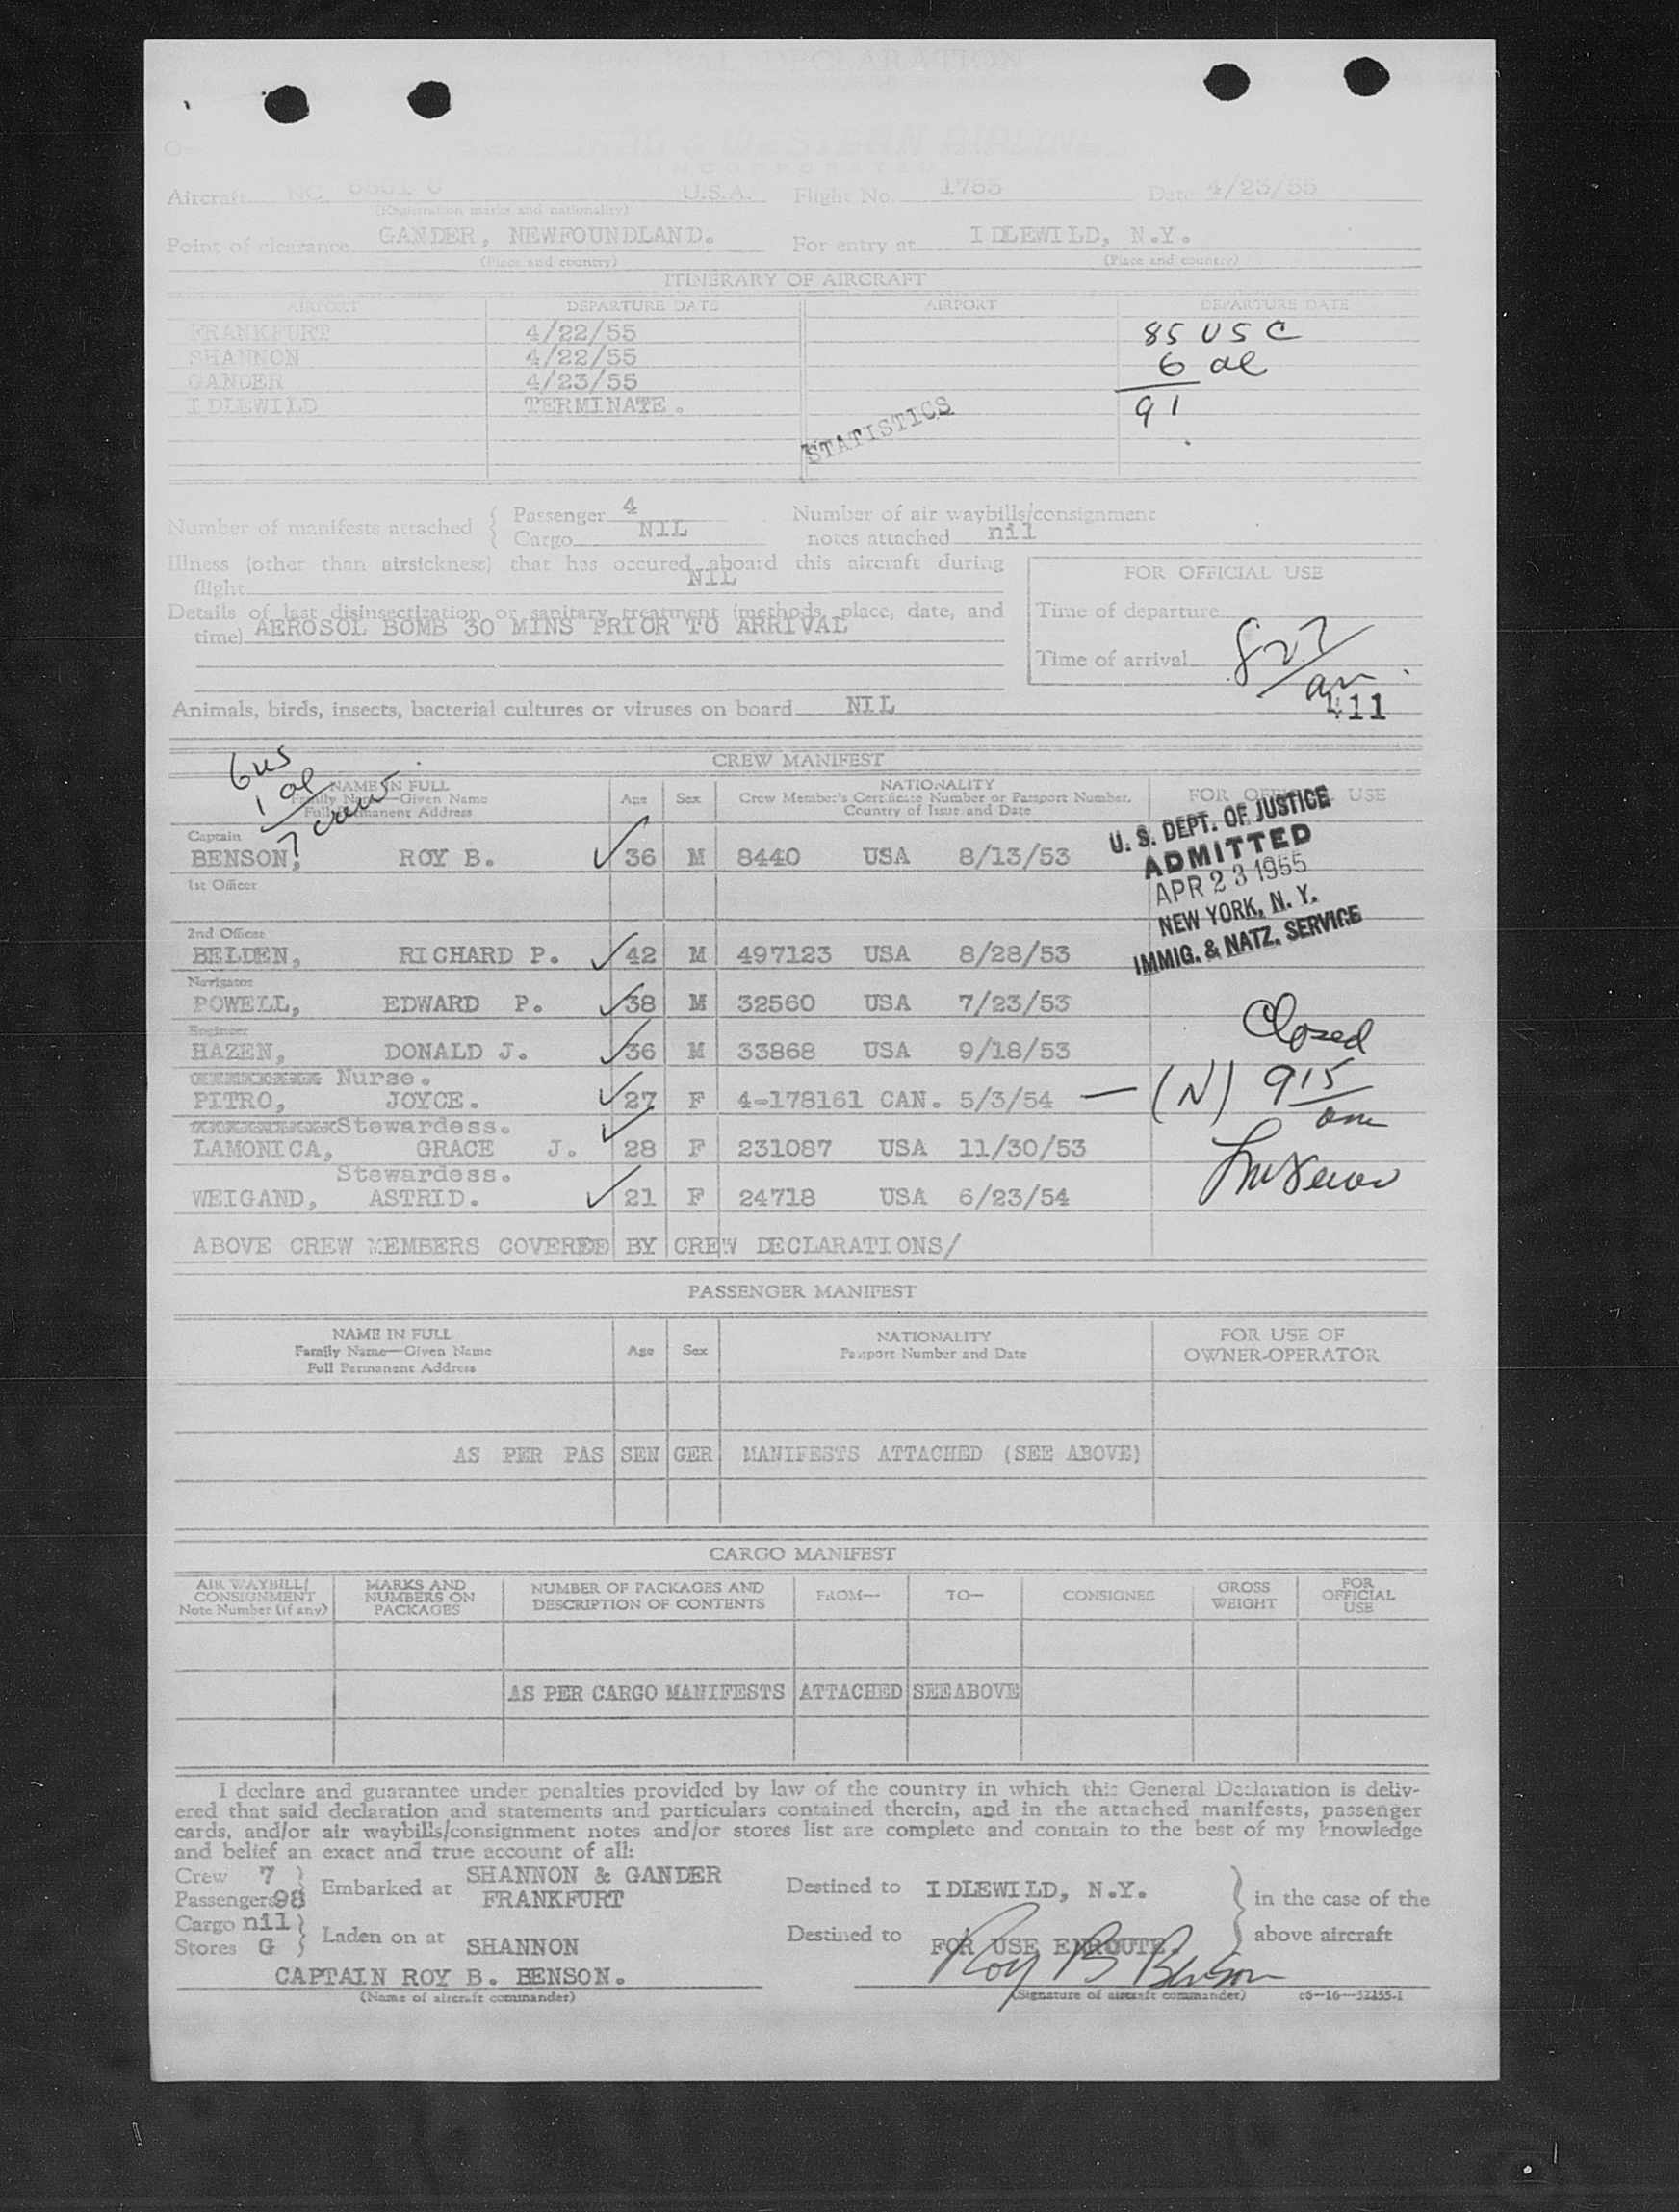 GENERAL DECLARATION
& WESTERN AIRLINES
INCORPORATED
Aircraft NC U.S.A. Flight No. Date 4/23/55
(Registration marks and nationality)
Point of clearance GANDER, NEWFOUNDLAND. For entry at IDLEWILD, N.Y.
(Place and country) (Place and country)
ITINERARY OF AIRCRAFT
AIRPORT DEPARTURE DATE AIRPORT DEPARTURE DATE
FRANKFURT 4/22/55 85 USC
SHANNON 4/22/55 6 al
GANDER 4/23/55
IDLEWILD TERMINATE. 91
STATISTICS
Number of manifests attached { Passenger 4 Number of air waybills/consignment
Cargo NIL notes attached nil
Illness (other than airsickness) that has occured aboard this aircraft during
flight NIL
FOR OFFICIAL USE
Details of last disinsectization or sanitary treatment (methods, place, date, and
time) AEROSOL BOMB 30 MINS PRIOR TO ARRIVAL
Time of departure
Time of arrival 827 am
411
Animals, birds, insects, bacterial cultures or viruses on board NIL
CREW MANIFEST
6 us
1 al
7 crew
NAME IN FULL
Family Name—Given Name
Full Permanent Address
Age Sex
NATIONALITY
Crew Member's Certificate Number or Passport Number.
Country of Issue and Date
FOR OFFICIAL USE
U. S. DEPT. OF JUSTICE
ADMITTED
APR 23 1955
NEW YORK, N. Y.
IMMIG. & NATZ. SERVICE
Captain
BENSON, ROY B. 36 M 8440 USA 8/13/53
1st Officer
2nd Officer
BELDEN, RICHARD P. 42 M 497123 USA 8/28/53
Navigator
POWELL, EDWARD P. 38 M 32560 USA 7/23/53
Engineer
HAZEN, DONALD J. 36 M 33868 USA 9/18/53
Closed
Nurse.
PITRO, JOYCE. 27 F 4-178161 CAN. 5/3/54 — (N) 915 am
Stewardess.
LAMONICA, GRACE J. 28 F 231087 USA 11/30/53
Stewardess.
WEIGAND, ASTRID. 21 F 24718 USA 6/23/54
ABOVE CREW MEMBERS COVERED BY CREW DECLARATIONS/
PASSENGER MANIFEST
NAME IN FULL
Family Name—Given Name
Full Permanent Address
Age Sex
NATIONALITY
Passport Number and Date
FOR USE OF
OWNER-OPERATOR
AS PER PAS SEN GER MANIFESTS ATTACHED (SEE ABOVE)
CARGO MANIFEST
AIR WAYBILL/
CONSIGNMENT
Note Number (if any)
MARKS AND
NUMBERS ON
PACKAGES
NUMBER OF PACKAGES AND
DESCRIPTION OF CONTENTS
FROM— TO— CONSIGNEE
GROSS
WEIGHT
FOR
OFFICIAL
USE
AS PER CARGO MANIFESTS ATTACHED SEE ABOVE
I declare and guarantee under penalties provided by law of the country in which this General Declaration is deliv-
ered that said declaration and statements and particulars contained therein, and in the attached manifests, passenger
cards, and/or air waybills/consignment notes and/or stores list are complete and contain to the best of my knowledge
and belief an exact and true account of all:
Crew 7 } Embarked at SHANNON & GANDER Destined to IDLEWILD, N.Y. } in the case of the
Passengers 98 FRANKFURT
Cargo nil } Laden on at Destined to above aircraft
Stores G SHANNON FOR USE ENROUTE.
CAPTAIN ROY B. BENSON. Roy B Benson
(Name of aircraft commander) (Signature of aircraft commander) c6—16—52155-1